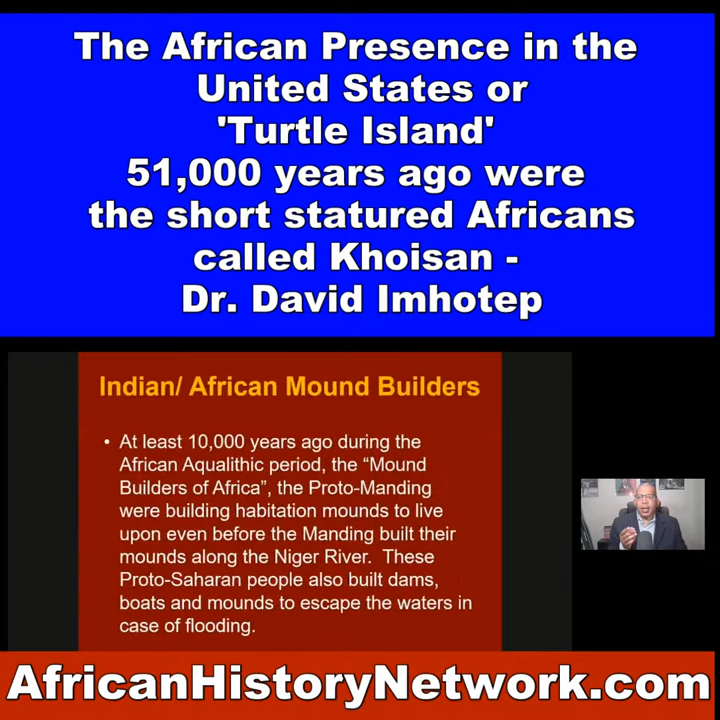 The African Presence in the
United States or
'Turtle Island'
51,000 years ago were
the short statured Africans
called Khoisan -
Dr. David Imhotep
Indian/ African Mound Builders
• At least 10,000 years ago during the
African Aqualithic period, the “Mound
Builders of Africa”, the Proto-Manding
were building habitation mounds to live
upon even before the Manding built their
mounds along the Niger River.  These
Proto-Saharan people also built dams,
boats and mounds to escape the waters in
case of flooding.
AfricanHistoryNetwork.com